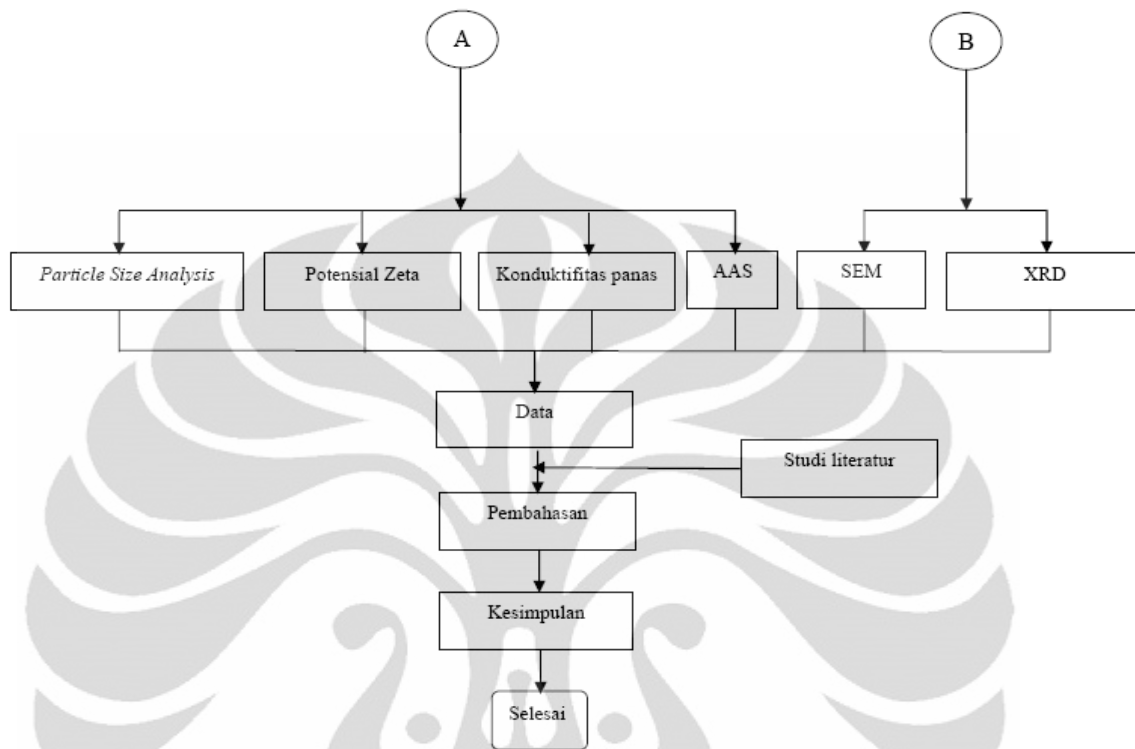 A
B
Particle Size Analysis
Potensial Zeta
Konduktifitas panas
AAS
SEM
XRD
Data
Studi literatur
Pembahasan
Kesimpulan
Selesai